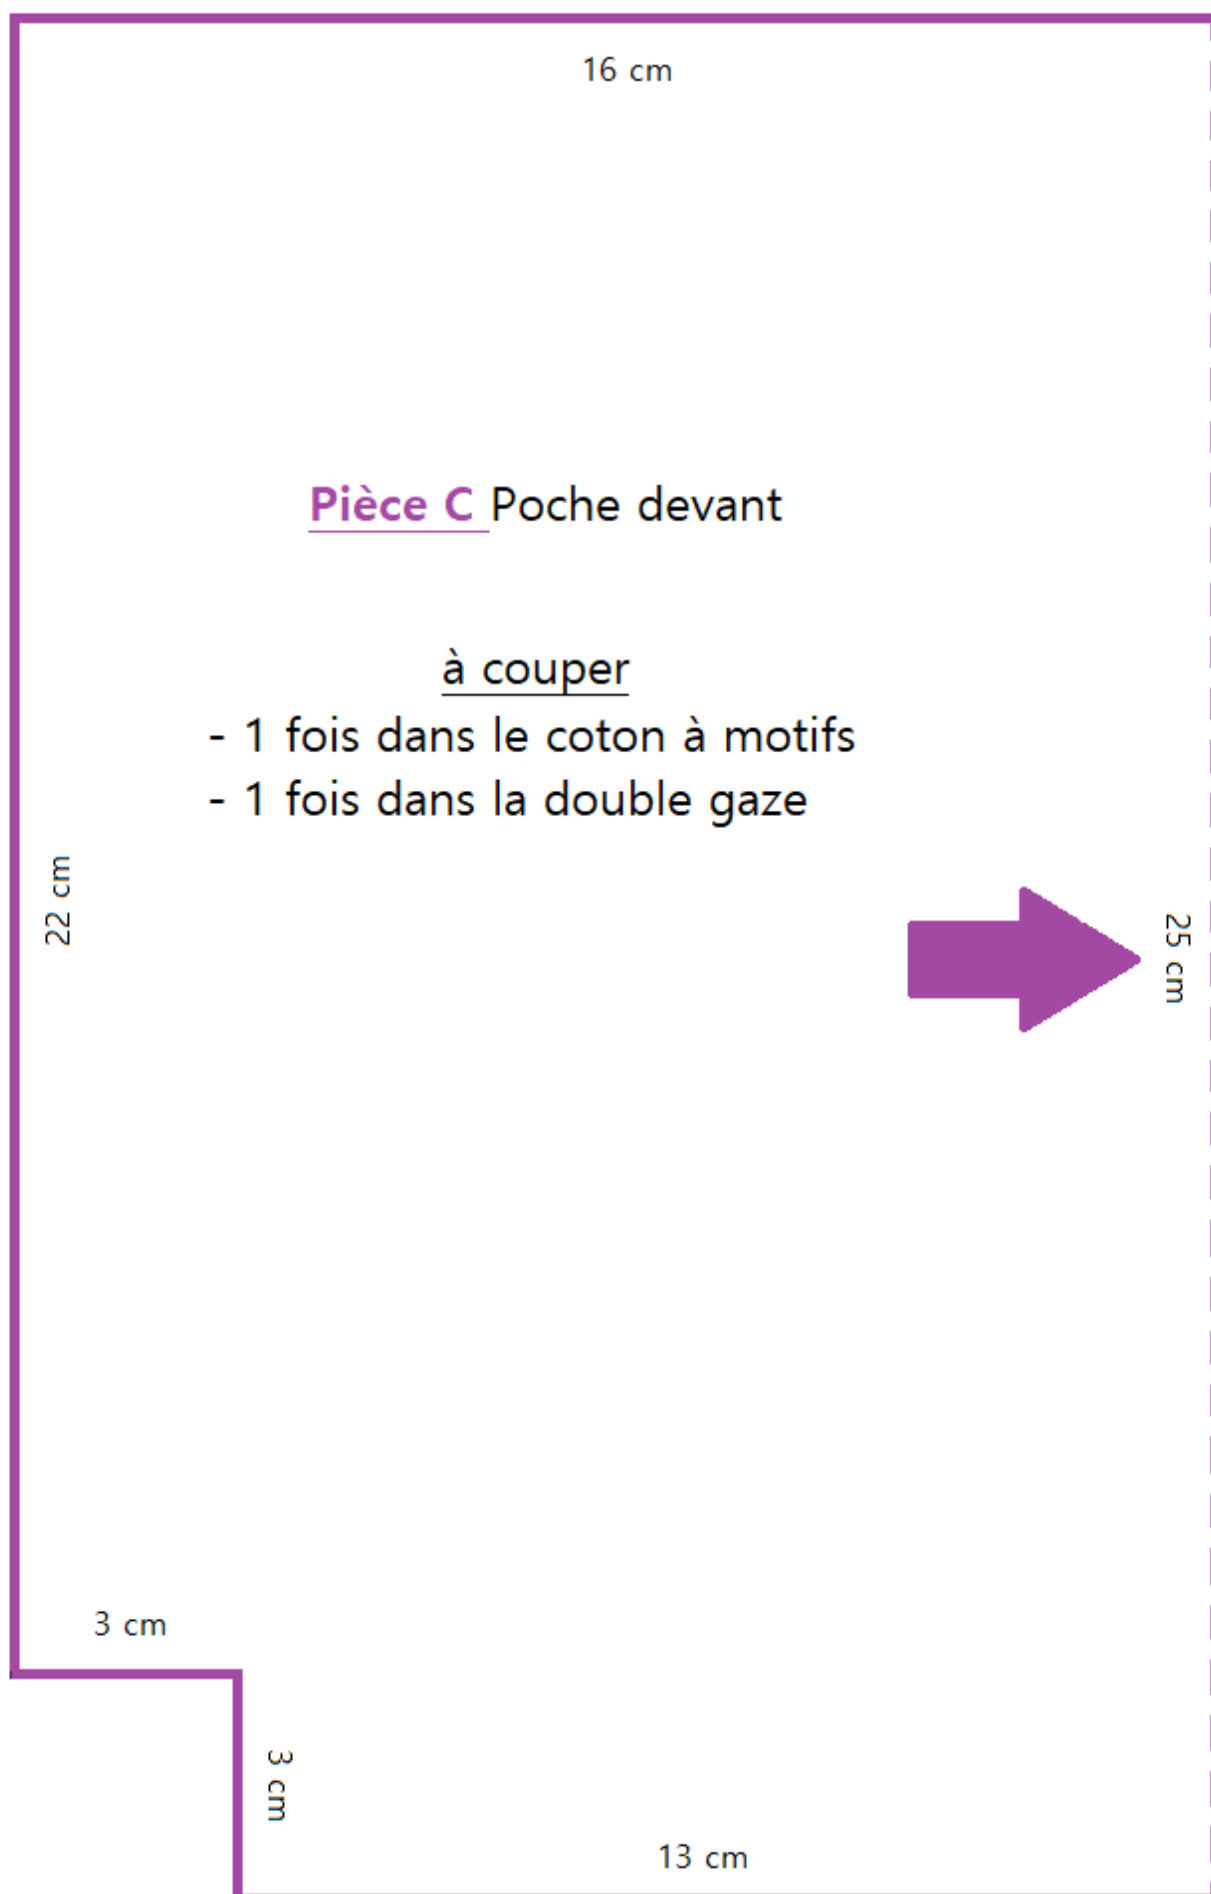 16 cm
Pièce C Poche devant
à couper
- 1 fois dans le coton à motifs
- 1 fois dans la double gaze
22 cm
25 cm
3 cm
3 cm
13 cm